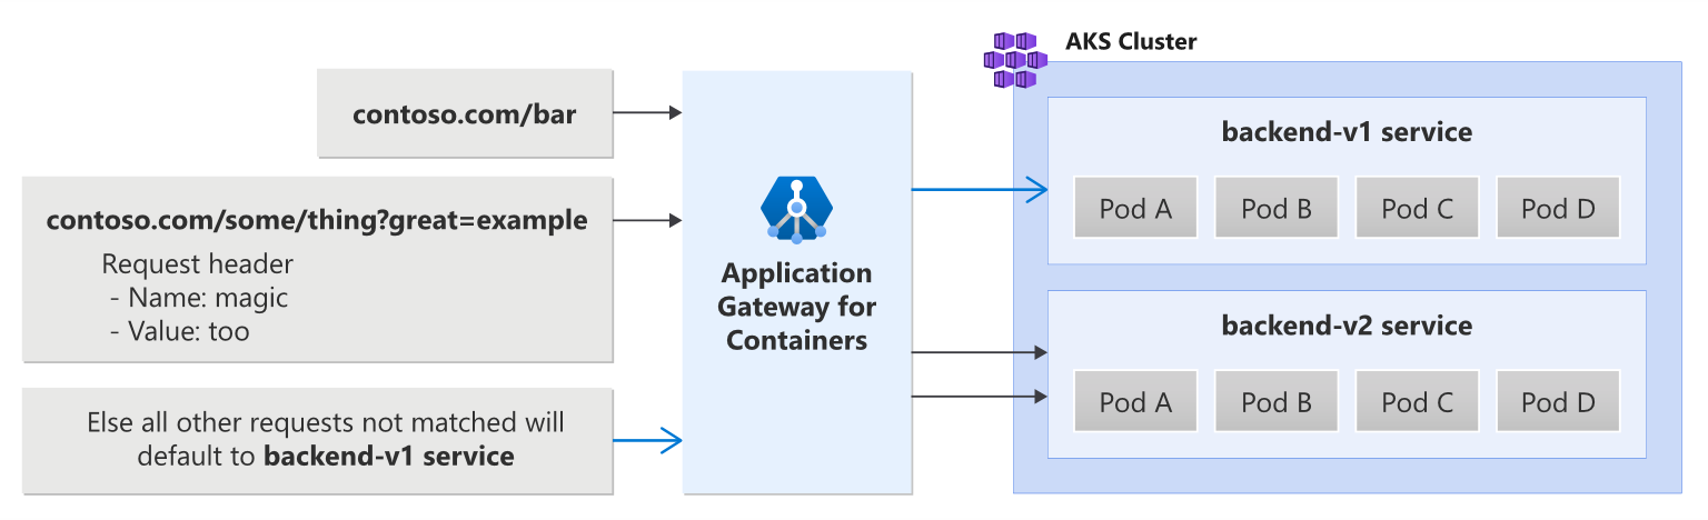 contoso.com/bar
contoso.com/some/thing?great=example
Request header
- Name: magic
- Value: too
Else all other requests not matched will
default to backend-v1 service
Application
Gateway for
Containers
AKS Cluster
backend-v1 service
Pod A
Pod B
Pod C
Pod D
backend-v2 service
Pod A
Pod B
Pod C
Pod D